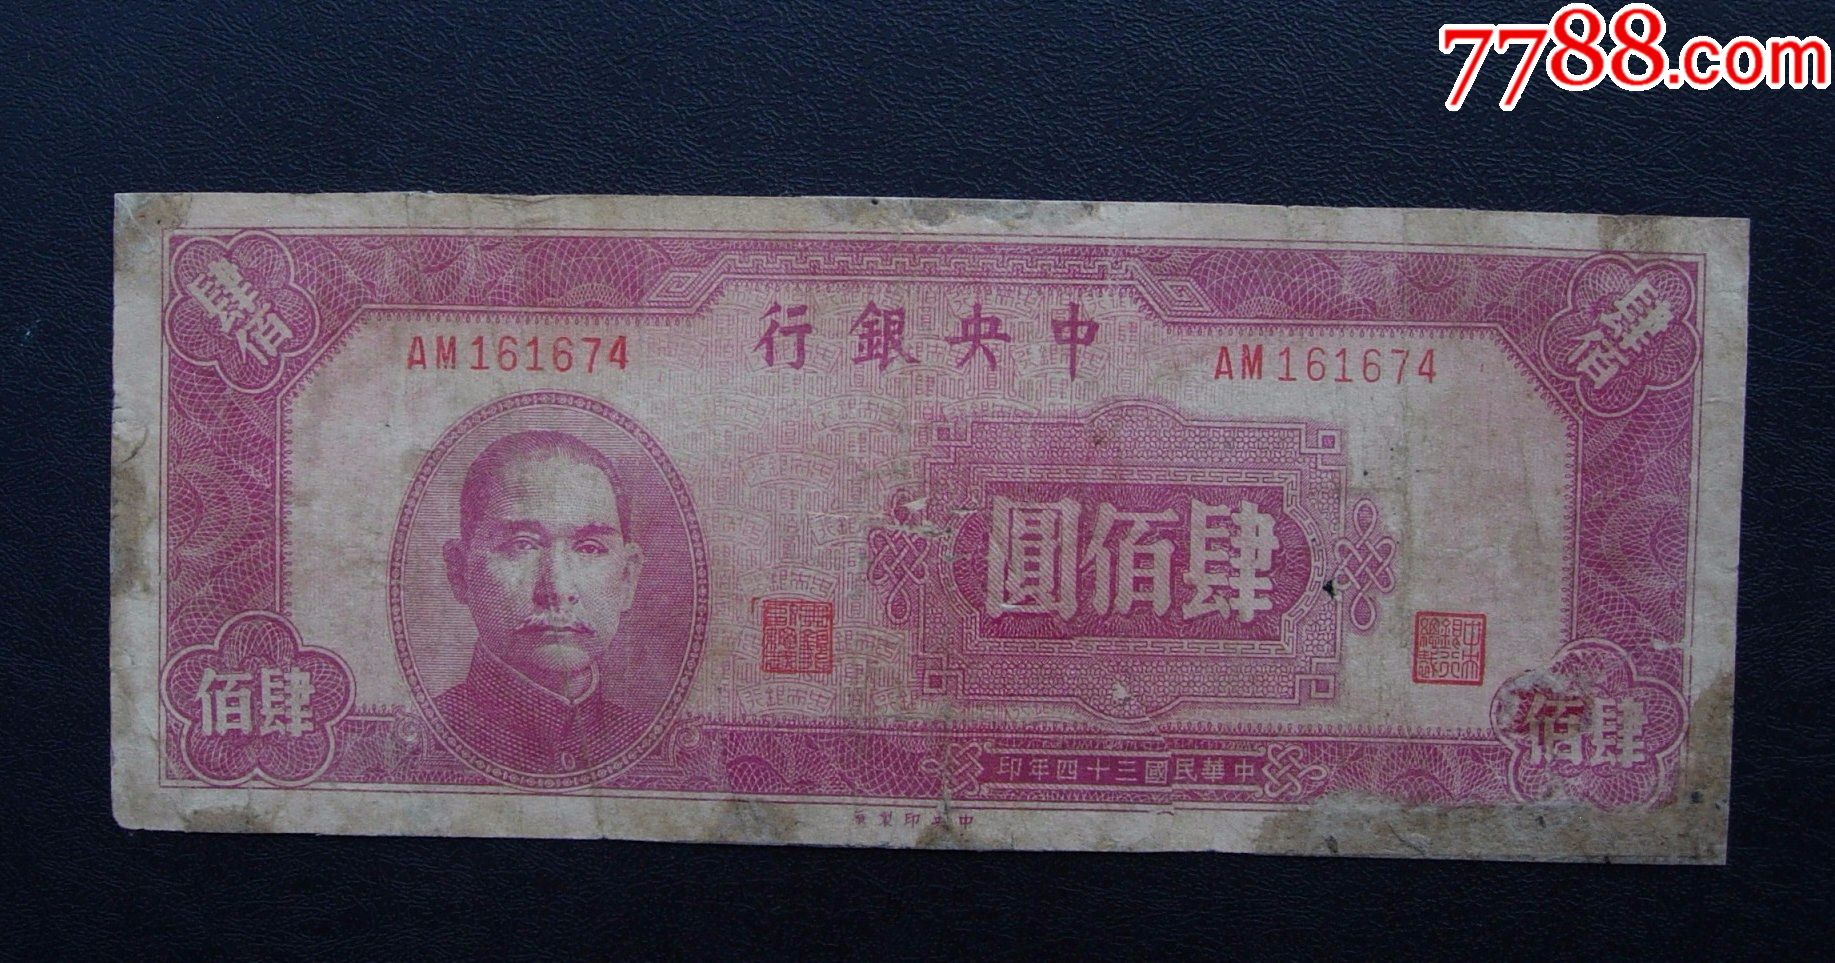 7788.com
肆佰
肆佰
中央銀行
AM161674
AM161674
肆佰圓
肆佰
肆佰
中華民國三十四年印
中央印製廠